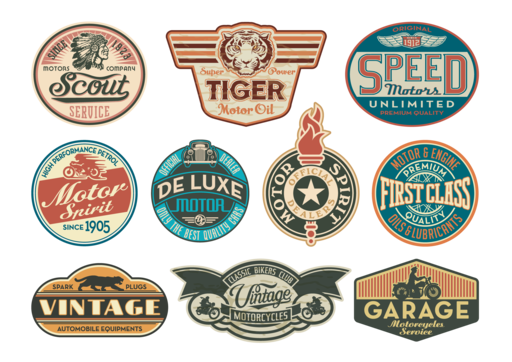 SINCE 1924
MOTORS COMPANY
Scout
SERVICE
Super Power
TIGER
Motor Oil
ORIGINAL
1912
SPEED
Motors
UNLIMITED
PREMIUM QUALITY
HIGH PERFORMANCE PETROL
Motor
Spirit
SINCE 1905
OFFICIAL DEALER
DE LUXE
MOTOR
ONLY THE BEST QUALITY CARS
MOTOR SPIRIT
OFFICIAL
DEALERS
MOTOR & ENGINE
PREMIUM
FIRST CLASS
QUALITY
OILS & LUBRICANTS
SPARK PLUGS
VINTAGE
AUTOMOBILE EQUIPMENTS
CLASSIC BIKERS CLUB
Vintage
MOTORCYCLES
GARAGE
Motorcycles
Service